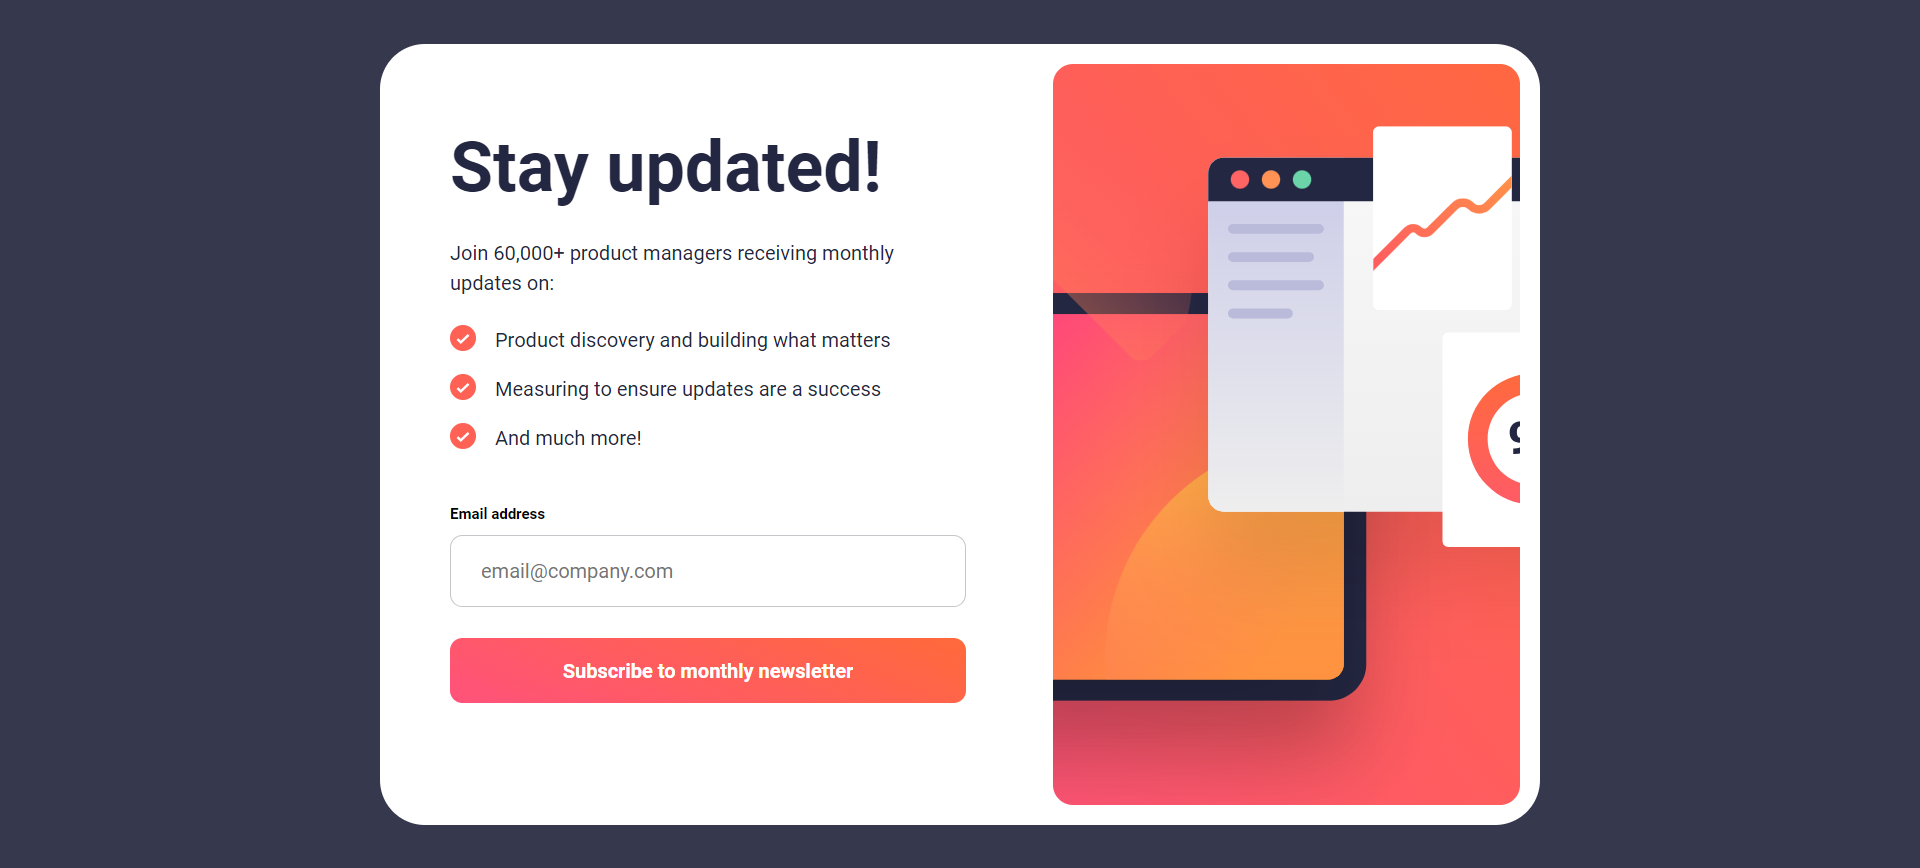 Stay updated!
Join 60,000+ product managers receiving monthly
updates on:
Product discovery and building what matters
Measuring to ensure updates are a success
And much more!
Email address
email@company.com
Subscribe to monthly newsletter